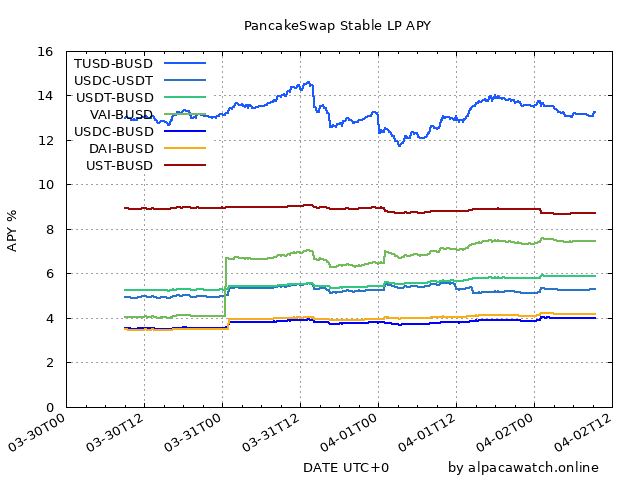 PancakeSwap Stable LP APY
16
14
12
10
8
6
4
2
0
APY %
TUSD-BUSD
USDC-USDT
USDT-BUSD
VAI-BUSD
USDC-BUSD
DAI-BUSD
UST-BUSD
03-30T00
03-30T12
03-31T00
03-31T12
04-01T00
04-01T12
04-02T00
04-02T12
DATE UTC+0
by alpacawatch.online